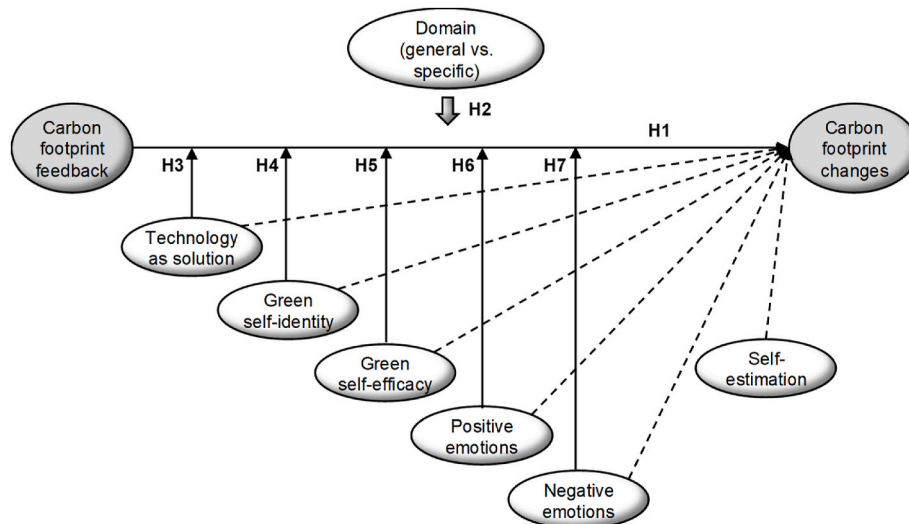 Domain
(general vs.
specific)
H2
Carbon
footprint
feedback
H1
Carbon
footprint
changes
H3
H4
H5
H6
H7
Technology
as solution
Green
self-identity
Green
self-efficacy
Self-
estimation
Positive
emotions
Negative
emotions